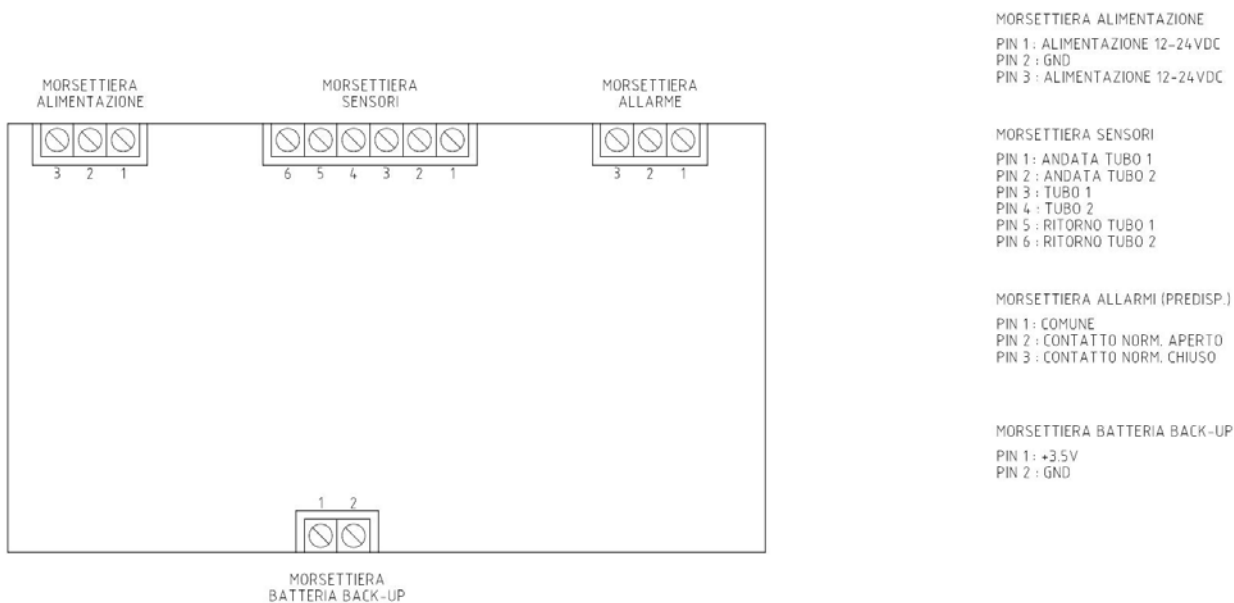 MORSETTIERA
ALIMENTAZIONE
MORSETTIERA
SENSORI
MORSETTIERA
ALLARME
3 2 1
6 5 4 3 2 1
3 2 1
1 2
MORSETTIERA
BATTERIA BACK-UP
MORSETTIERA ALIMENTAZIONE
PIN 1 : ALIMENTAZIONE 12-24VDC
PIN 2 : GND
PIN 3 : ALIMENTAZIONE 12-24VDC
MORSETTIERA SENSORI
PIN 1 : ANDATA TUBO 1
PIN 2 : ANDATA TUBO 2
PIN 3 : TUBO 1
PIN 4 : TUBO 2
PIN 5 : RITORNO TUBO 1
PIN 6 : RITORNO TUBO 2
MORSETTIERA ALLARMI (PREDISP.)
PIN 1 : COMUNE
PIN 2 : CONTATTO NORM. APERTO
PIN 3 : CONTATTO NORM. CHIUSO
MORSETTIERA BATTERIA BACK-UP
PIN 1 : +3.5V
PIN 2 : GND